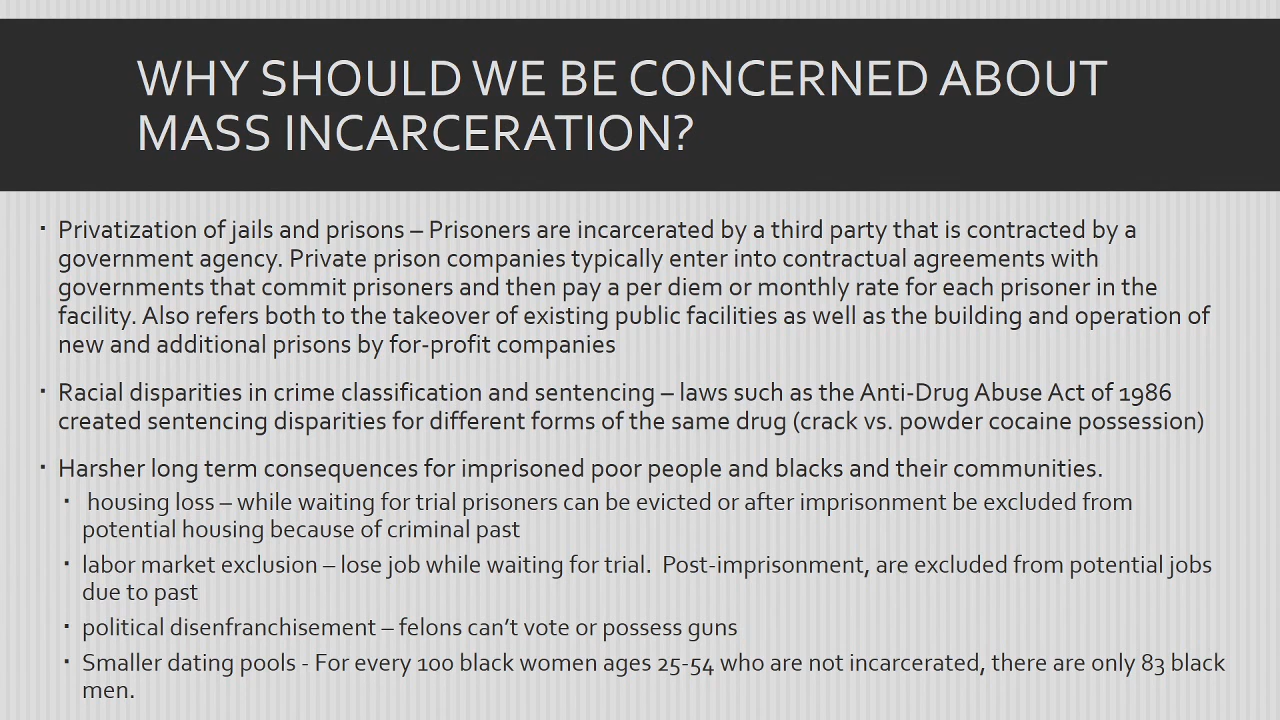 WHY SHOULD WE BE CONCERNED ABOUT
MASS INCARCERATION?
▪ Privatization of jails and prisons – Prisoners are incarcerated by a third party that is contracted by a
government agency. Private prison companies typically enter into contractual agreements with
governments that commit prisoners and then pay a per diem or monthly rate for each prisoner in the
facility. Also refers both to the takeover of existing public facilities as well as the building and operation of
new and additional prisons by for-profit companies
▪ Racial disparities in crime classification and sentencing – laws such as the Anti-Drug Abuse Act of 1986
created sentencing disparities for different forms of the same drug (crack vs. powder cocaine possession)
▪ Harsher long term consequences for imprisoned poor people and blacks and their communities.
▪ housing loss – while waiting for trial prisoners can be evicted or after imprisonment be excluded from
potential housing because of criminal past
▪ labor market exclusion – lose job while waiting for trial.  Post-imprisonment, are excluded from potential jobs
due to past
▪ political disenfranchisement – felons can’t vote or possess guns
▪ Smaller dating pools - For every 100 black women ages 25-54 who are not incarcerated, there are only 83 black
men.